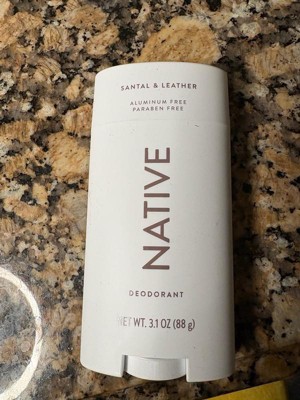 SANTAL & LEATHER
ALUMINUM FREE
PARABEN FREE
NATIVE
DEODORANT
NET WT. 3.1 OZ (88 g)